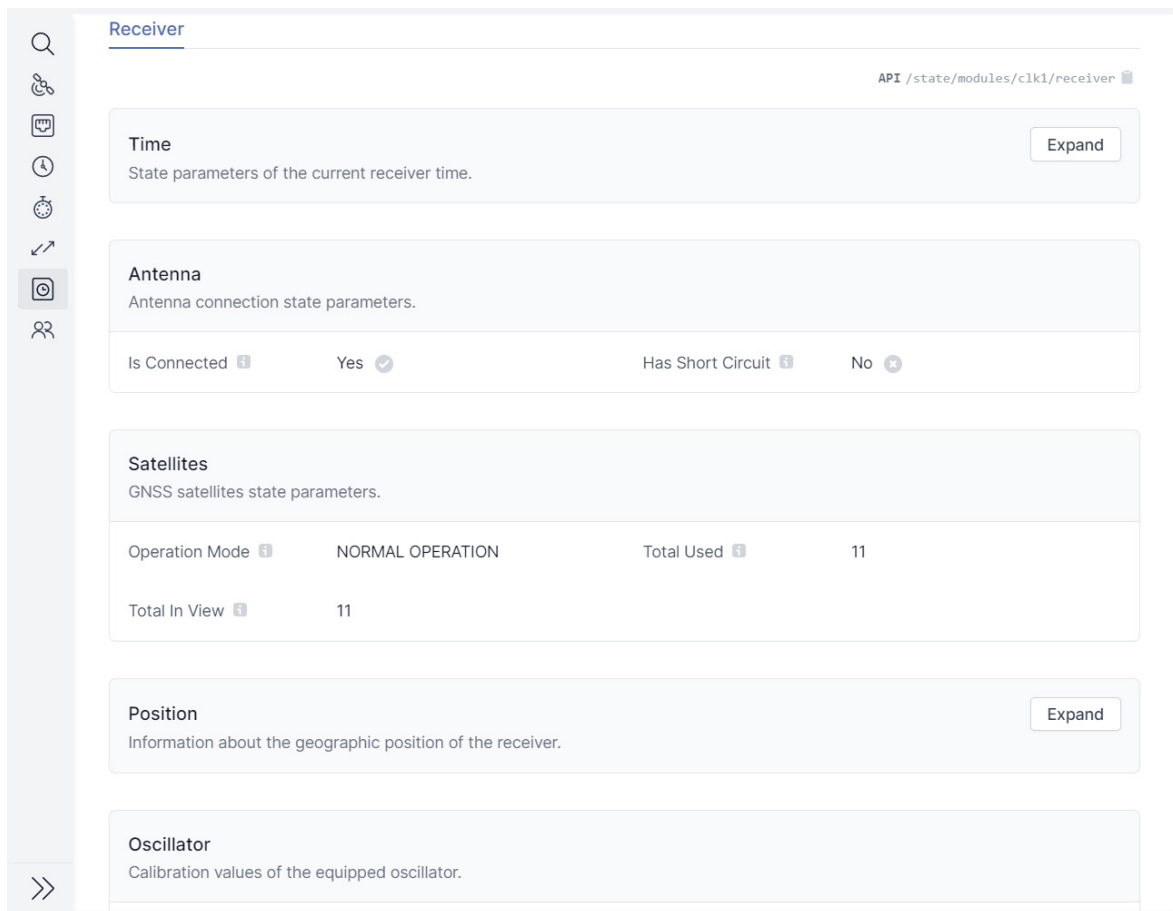 Receiver
API /state/modules/clk1/receiver
Time
Expand
State parameters of the current receiver time.
Antenna
Antenna connection state parameters.
Is Connected Yes Has Short Circuit No
Satellites
GNSS satellites state parameters.
Operation Mode NORMAL OPERATION Total Used 11
Total In View 11
Position
Expand
Information about the geographic position of the receiver.
Oscillator
Calibration values of the equipped oscillator.